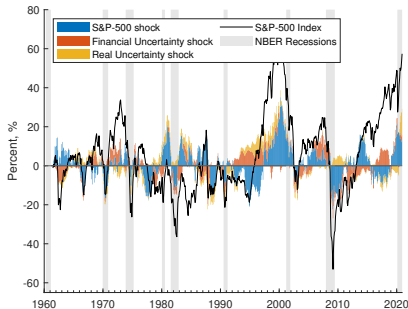 80
60
40
20
0
-20
-40
-60
Percent, %
S&P-500 shock
Financial Uncertainty shock
Real Uncertainty shock
S&P-500 Index
NBER Recessions
1960
1970
1980
1990
2000
2010
2020